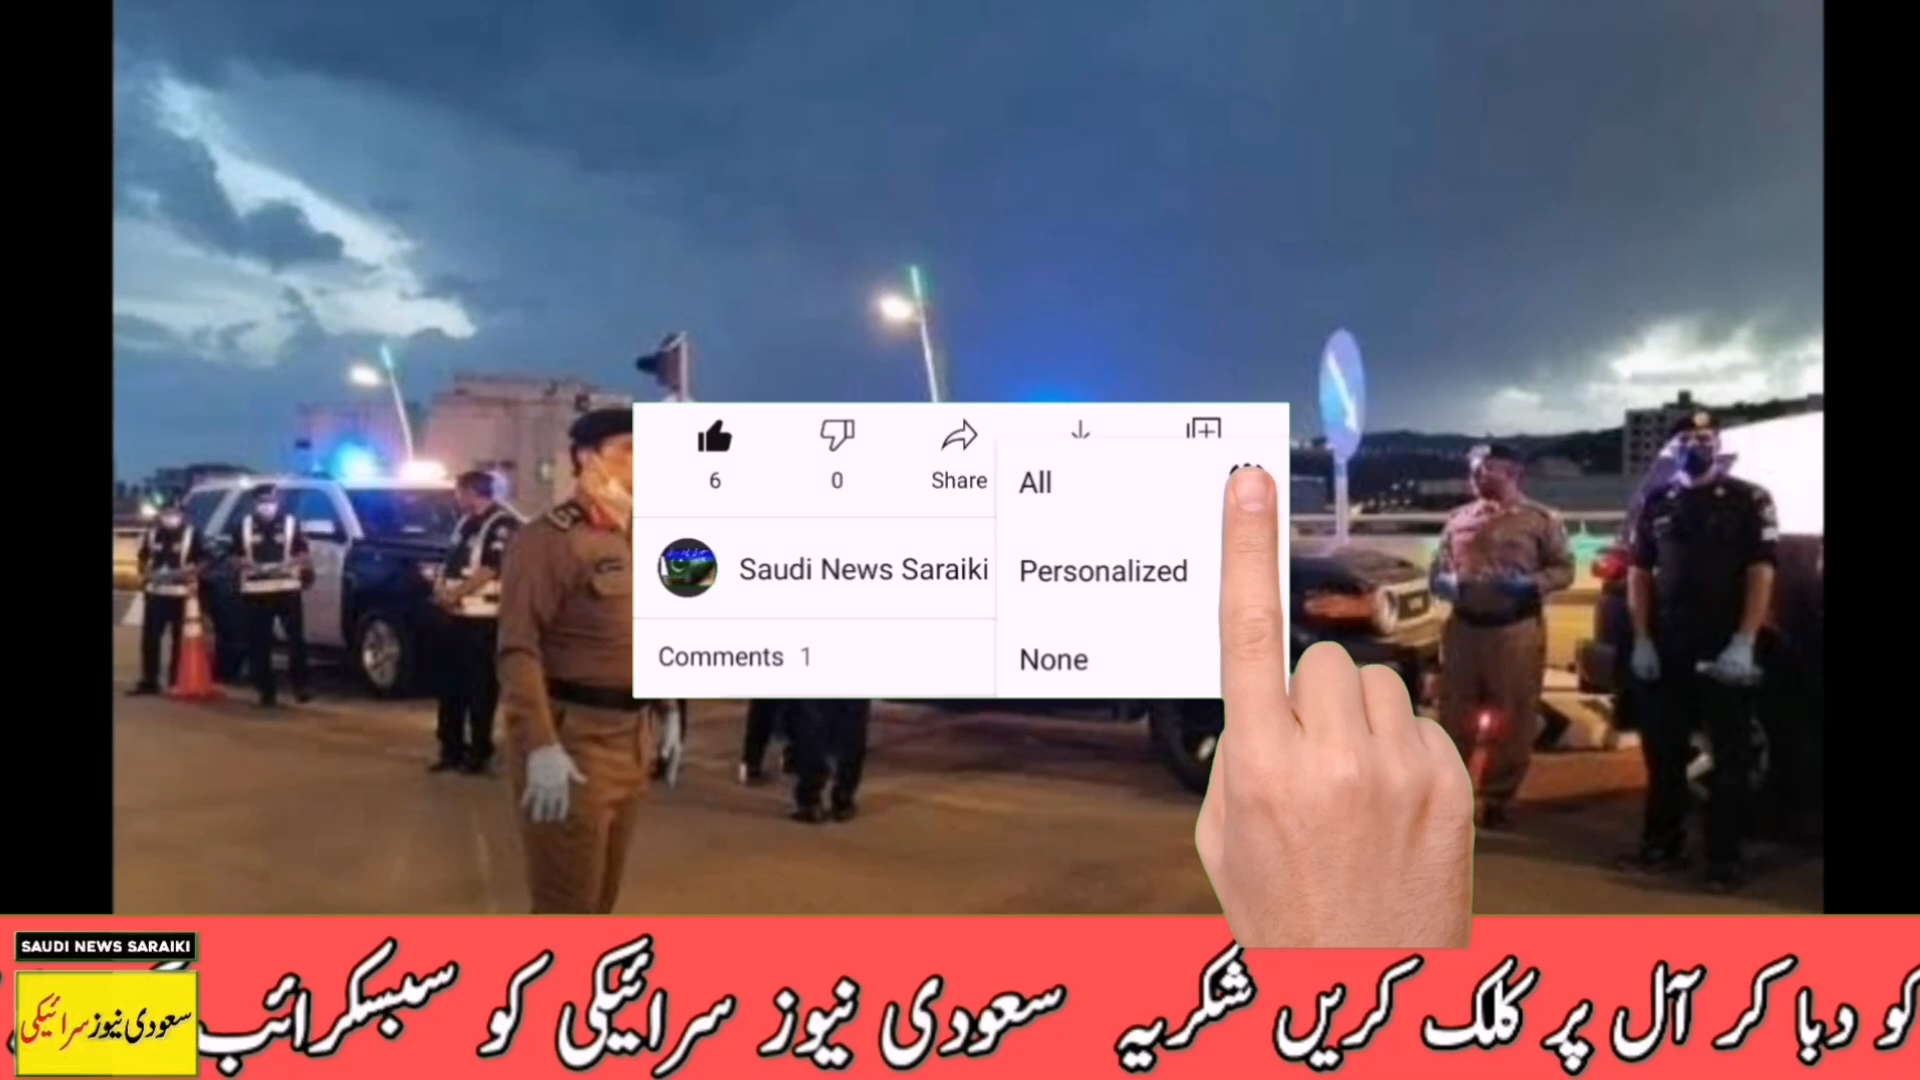 6
0
Share
All
Saudi News Saraiki
Personalized
Comments 1
None
SAUDI NEWS SARAIKI
سعودی نیوز سرائیکی
کو دبا کر آل پر کلک کریں شکریہ سعودی نیوز سرائیکی کو سبسکرائب